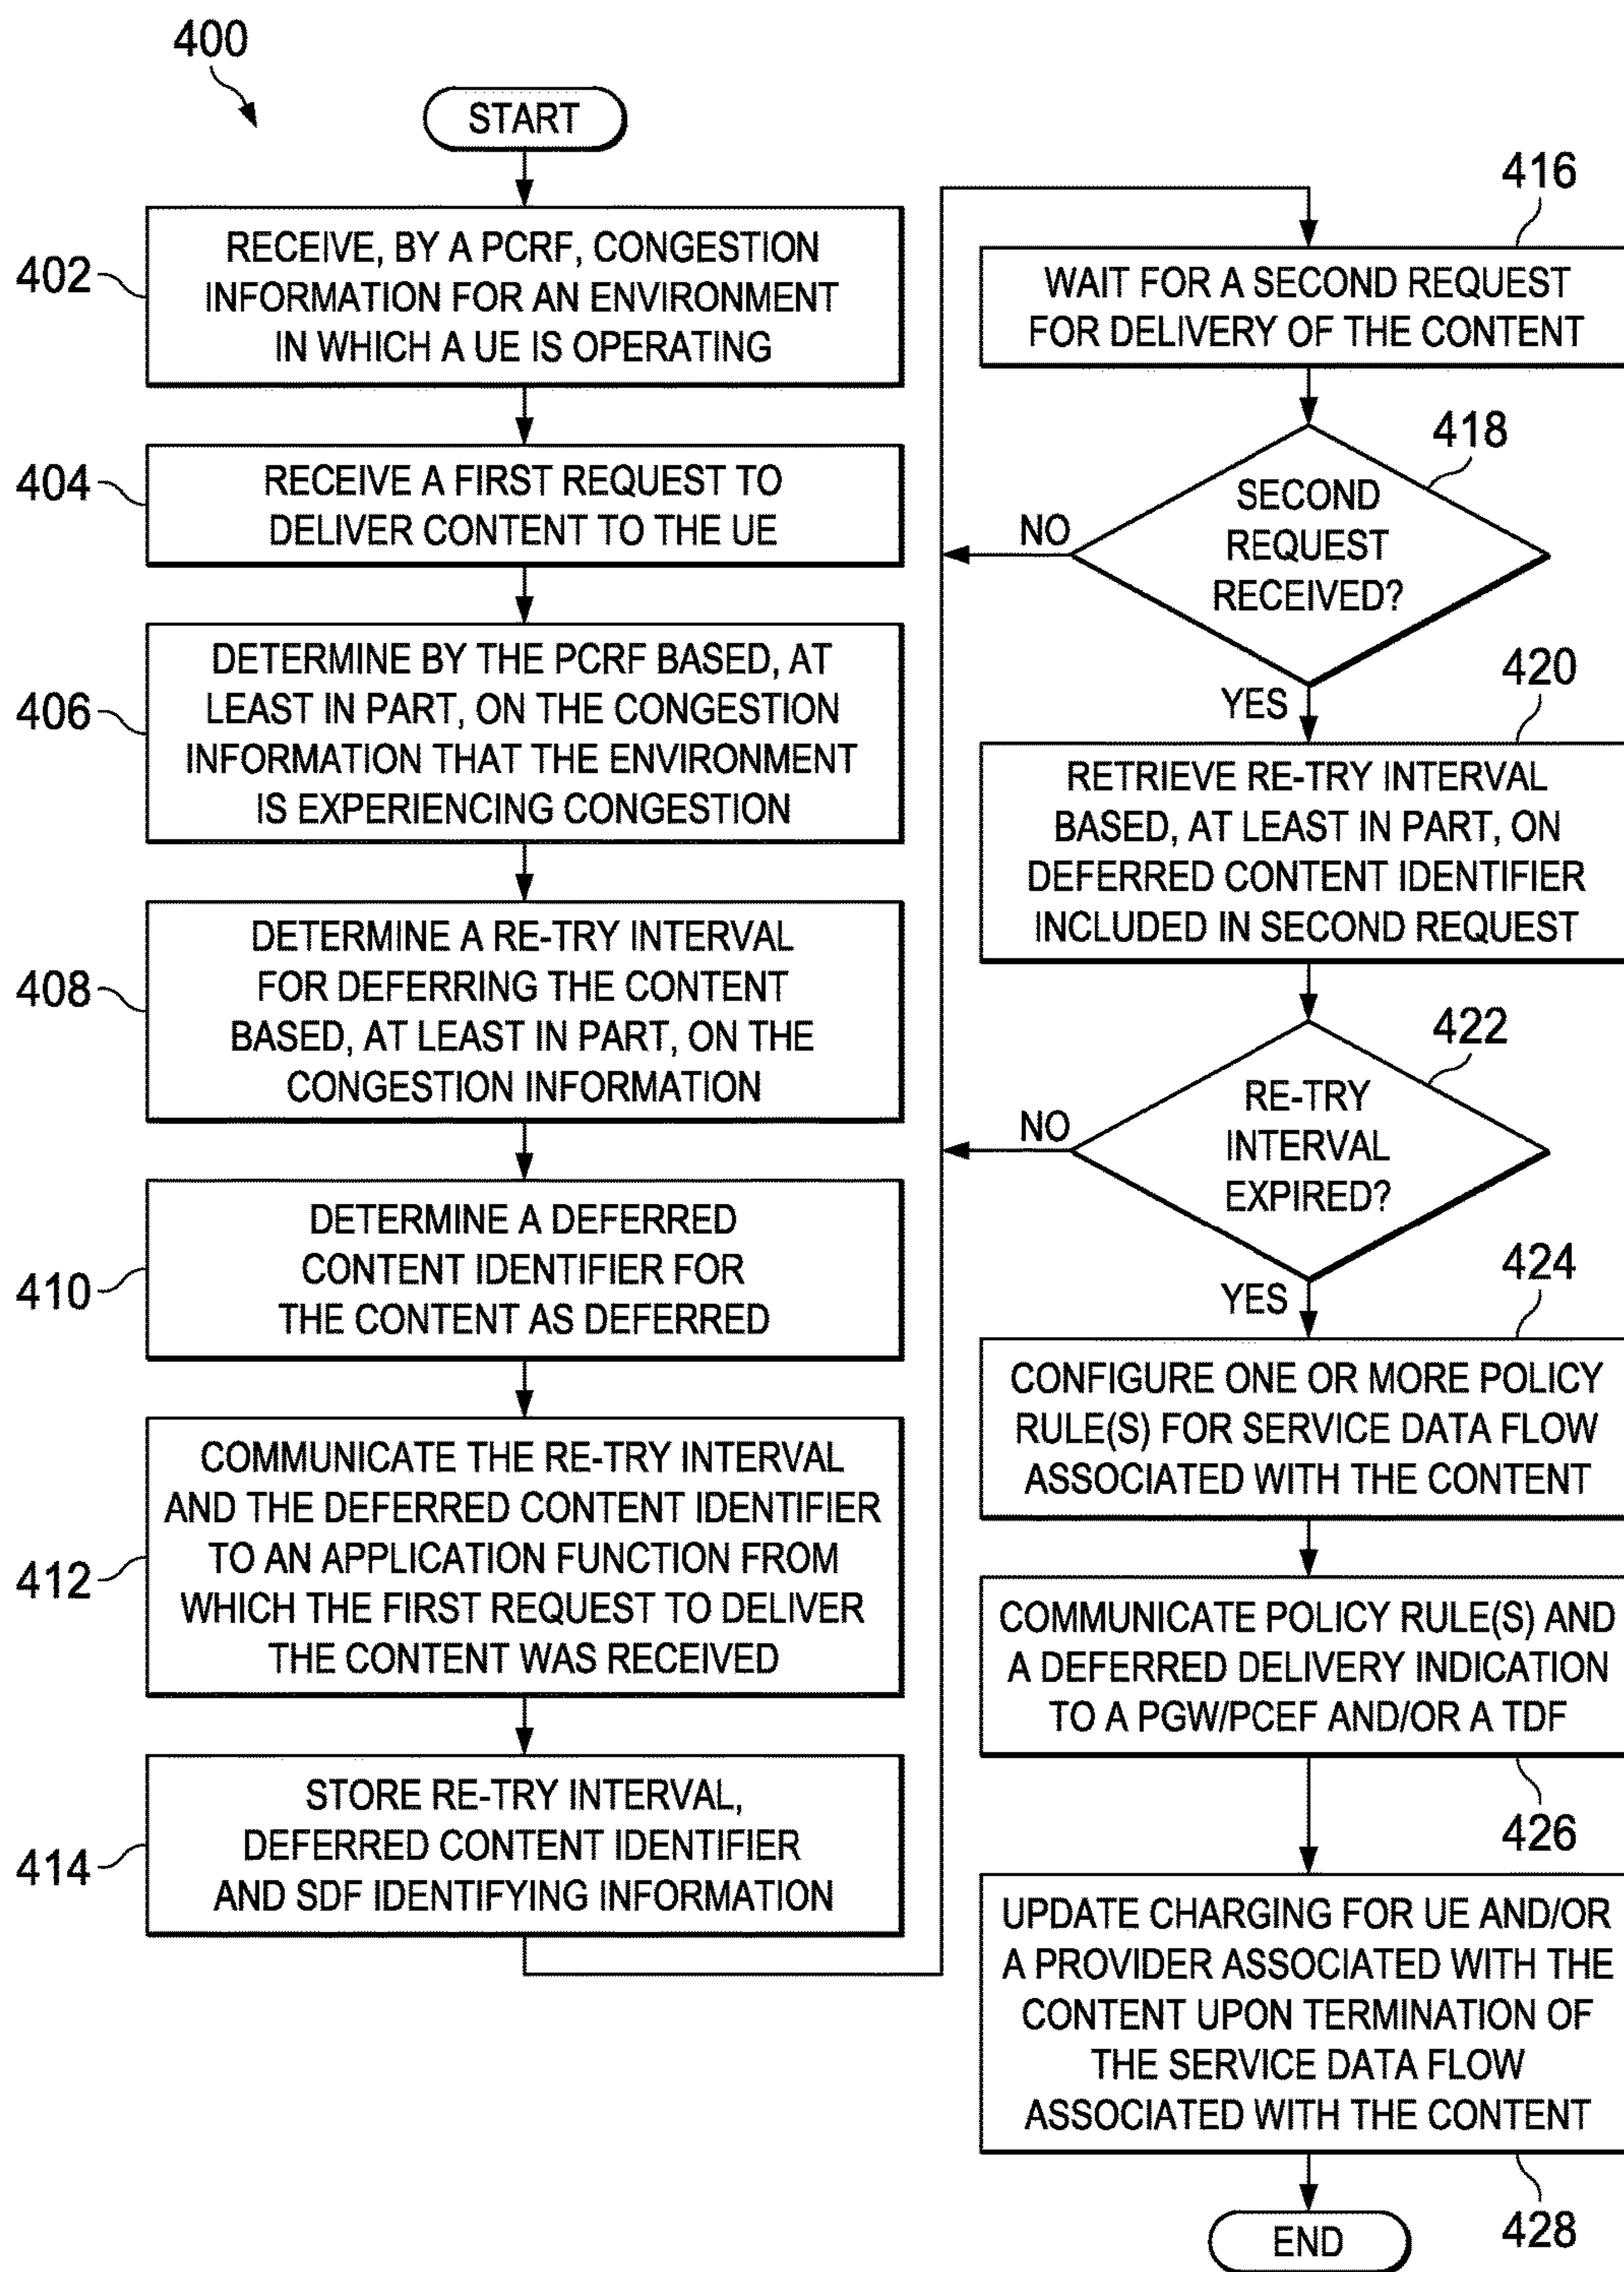 400
START
402
RECEIVE, BY A PCRF, CONGESTION
INFORMATION FOR AN ENVIRONMENT
IN WHICH A UE IS OPERATING
404
RECEIVE A FIRST REQUEST TO
DELIVER CONTENT TO THE UE
406
DETERMINE BY THE PCRF BASED, AT
LEAST IN PART, ON THE CONGESTION
INFORMATION THAT THE ENVIRONMENT
IS EXPERIENCING CONGESTION
408
DETERMINE A RE-TRY INTERVAL
FOR DEFERRING THE CONTENT
BASED, AT LEAST IN PART, ON THE
CONGESTION INFORMATION
410
DETERMINE A DEFERRED
CONTENT IDENTIFIER FOR
THE CONTENT AS DEFERRED
412
COMMUNICATE THE RE-TRY INTERVAL
AND THE DEFERRED CONTENT IDENTIFIER
TO AN APPLICATION FUNCTION FROM
WHICH THE FIRST REQUEST TO DELIVER
THE CONTENT WAS RECEIVED
414
STORE RE-TRY INTERVAL,
DEFERRED CONTENT IDENTIFIER
AND SDF IDENTIFYING INFORMATION
416
WAIT FOR A SECOND REQUEST
FOR DELIVERY OF THE CONTENT
418
SECOND
REQUEST
RECEIVED?
NO
YES
420
RETRIEVE RE-TRY INTERVAL
BASED, AT LEAST IN PART, ON
DEFERRED CONTENT IDENTIFIER
INCLUDED IN SECOND REQUEST
422
RE-TRY
INTERVAL
EXPIRED?
NO
YES
424
CONFIGURE ONE OR MORE POLICY
RULE(S) FOR SERVICE DATA FLOW
ASSOCIATED WITH THE CONTENT
COMMUNICATE POLICY RULE(S) AND
A DEFERRED DELIVERY INDICATION
TO A PGW/PCEF AND/OR A TDF
426
UPDATE CHARGING FOR UE AND/OR
A PROVIDER ASSOCIATED WITH THE
CONTENT UPON TERMINATION OF
THE SERVICE DATA FLOW
ASSOCIATED WITH THE CONTENT
428
END